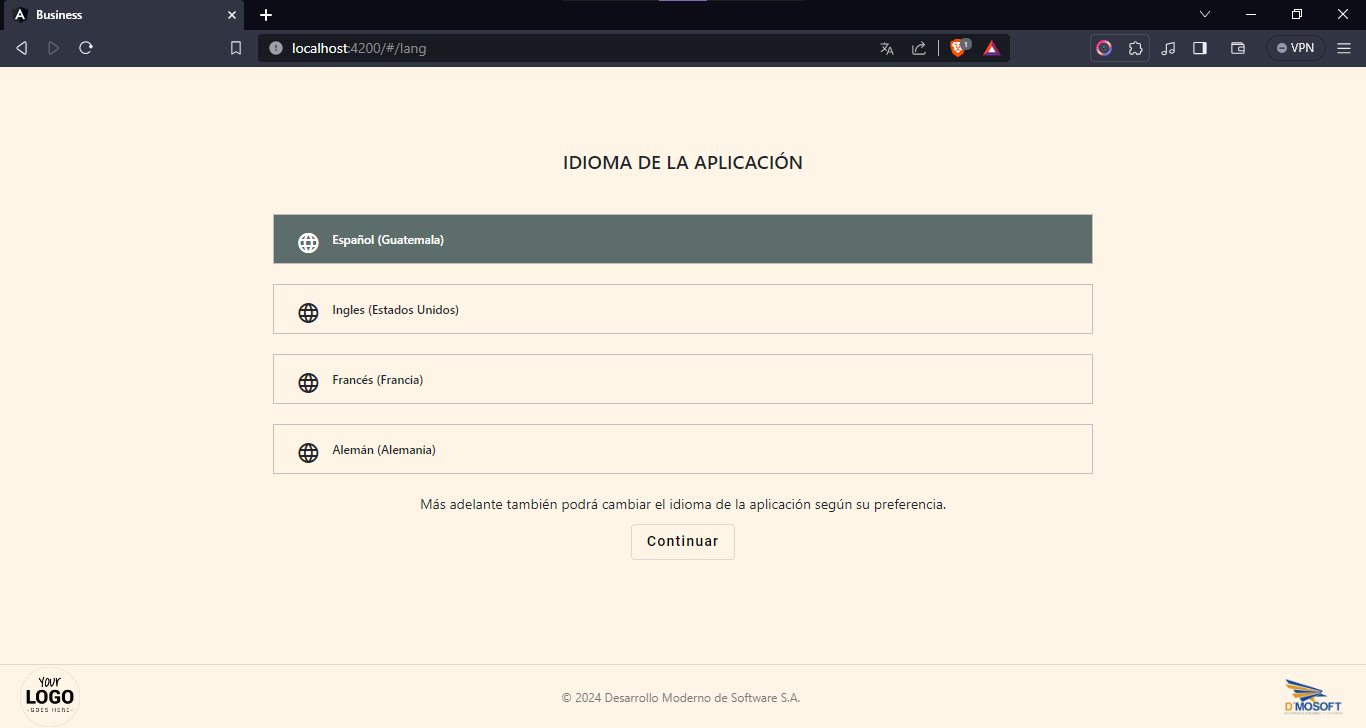 Business
localhost:4200/#/lang
1
VPN
IDIOMA DE LA APLICACIÓN
Español (Guatemala)
Ingles (Estados Unidos)
Francés (Francia)
Alemán (Alemania)
Más adelante también podrá cambiar el idioma de la aplicación según su preferencia.
Continuar
YOUR
LOGO
-GOES HERE-
© 2024 Desarrollo Moderno de Software S.A.
D'MOSOFT